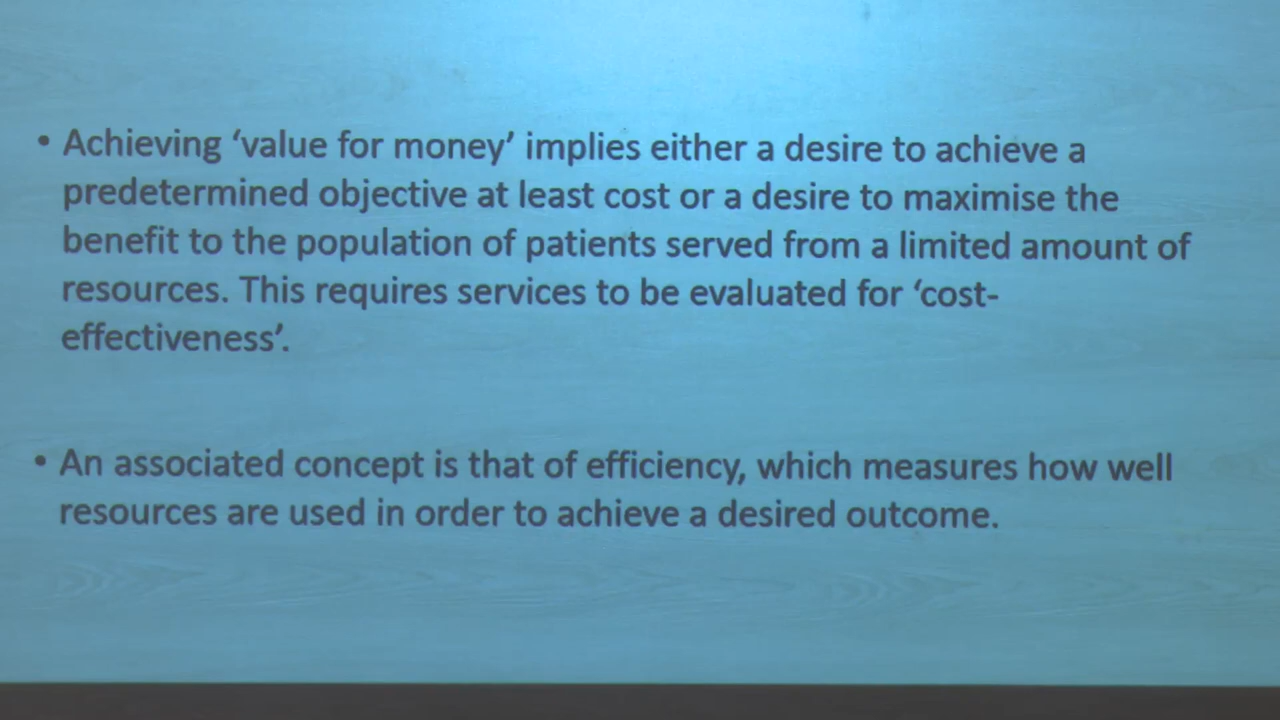 • Achieving ‘value for money’ implies either a desire to achieve a
predetermined objective at least cost or a desire to maximise the
benefit to the population of patients served from a limited amount of
resources. This requires services to be evaluated for ‘cost-
effectiveness’.
• An associated concept is that of efficiency, which measures how well
resources are used in order to achieve a desired outcome.